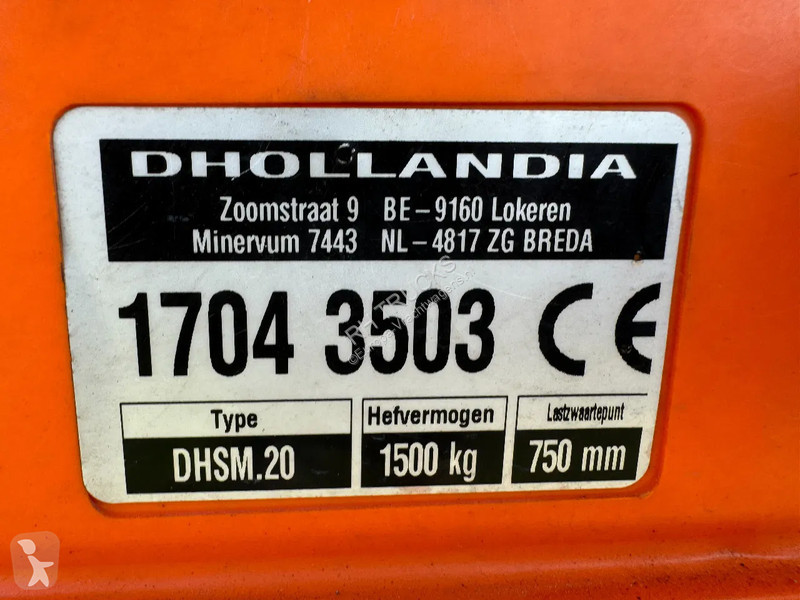 DHOLLANDIA
Zoomstraat 9 BE-9160 Lokeren
Minervum 7443 NL-4817 ZG BREDA
1704 3503 CE
Type Hefvermogen Lastzwaartepunt
DHSM.20 1500 kg 750 mm